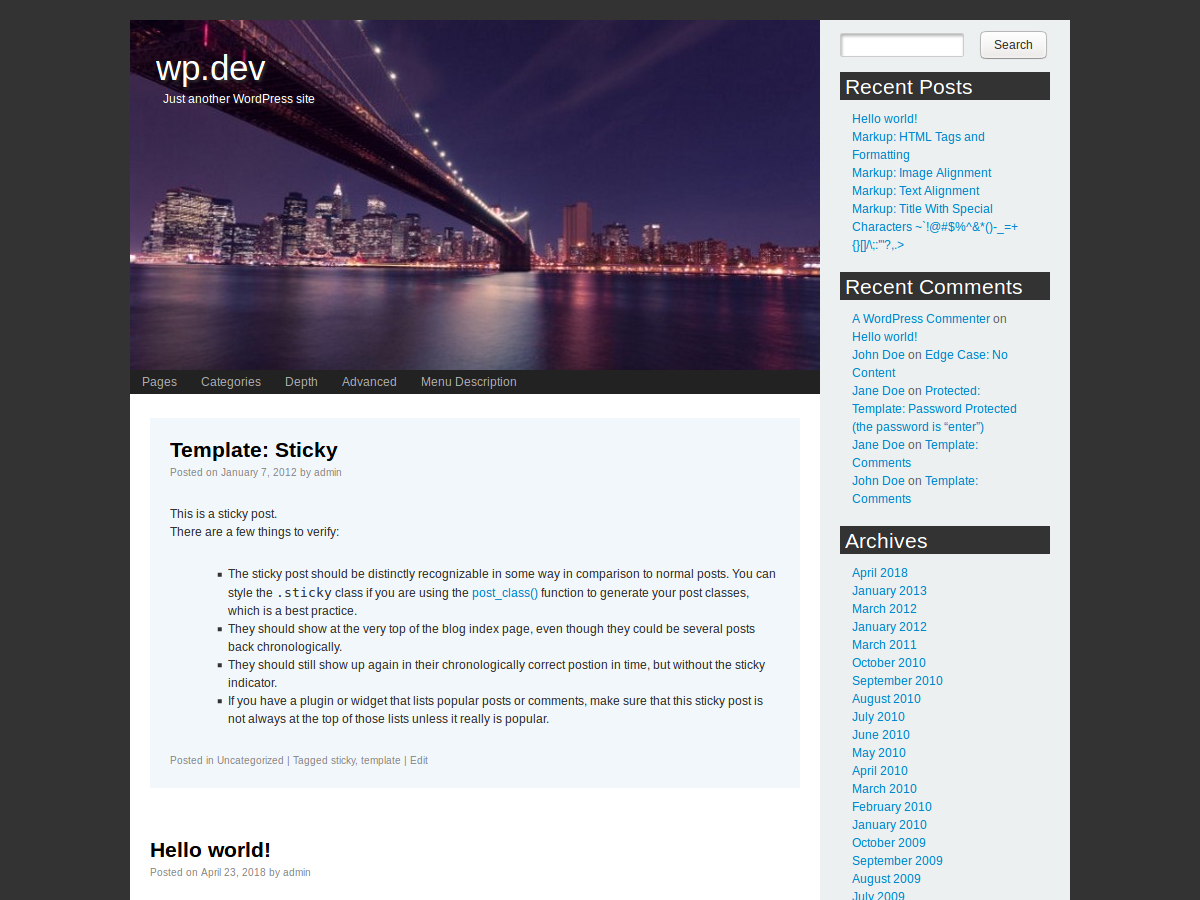 wp.dev
Just another WordPress site
Pages Categories Depth Advanced Menu Description
Template: Sticky
Posted on January 7, 2012 by admin
This is a sticky post.
There are a few things to verify:
The sticky post should be distinctly recognizable in some way in comparison to normal posts. You can
style the .sticky class if you are using the post_class() function to generate your post classes,
which is a best practice.
They should show at the very top of the blog index page, even though they could be several posts
back chronologically.
They should still show up again in their chronologically correct postion in time, but without the sticky
indicator.
If you have a plugin or widget that lists popular posts or comments, make sure that this sticky post is
not always at the top of those lists unless it really is popular.
Posted in Uncategorized | Tagged sticky, template | Edit
Hello world!
Posted on April 23, 2018 by admin
Search
Recent Posts
Hello world!
Markup: HTML Tags and
Formatting
Markup: Image Alignment
Markup: Text Alignment
Markup: Title With Special
Characters ~`!@#$%^&*()-_=+
{}[]/\;:'"?,.>
Recent Comments
A WordPress Commenter on
Hello world!
John Doe on Edge Case: No
Content
Jane Doe on Protected:
Template: Password Protected
(the password is “enter”)
Jane Doe on Template:
Comments
John Doe on Template:
Comments
Archives
April 2018
January 2013
March 2012
January 2012
March 2011
October 2010
September 2010
August 2010
July 2010
June 2010
May 2010
April 2010
March 2010
February 2010
January 2010
October 2009
September 2009
August 2009
July 2009